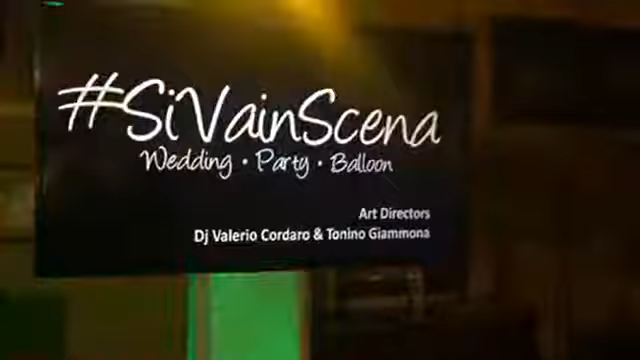 #SiVainScena
Wedding • Party • Balloon
Art Directors
Dj Valerio Cordaro & Tonino Giammona